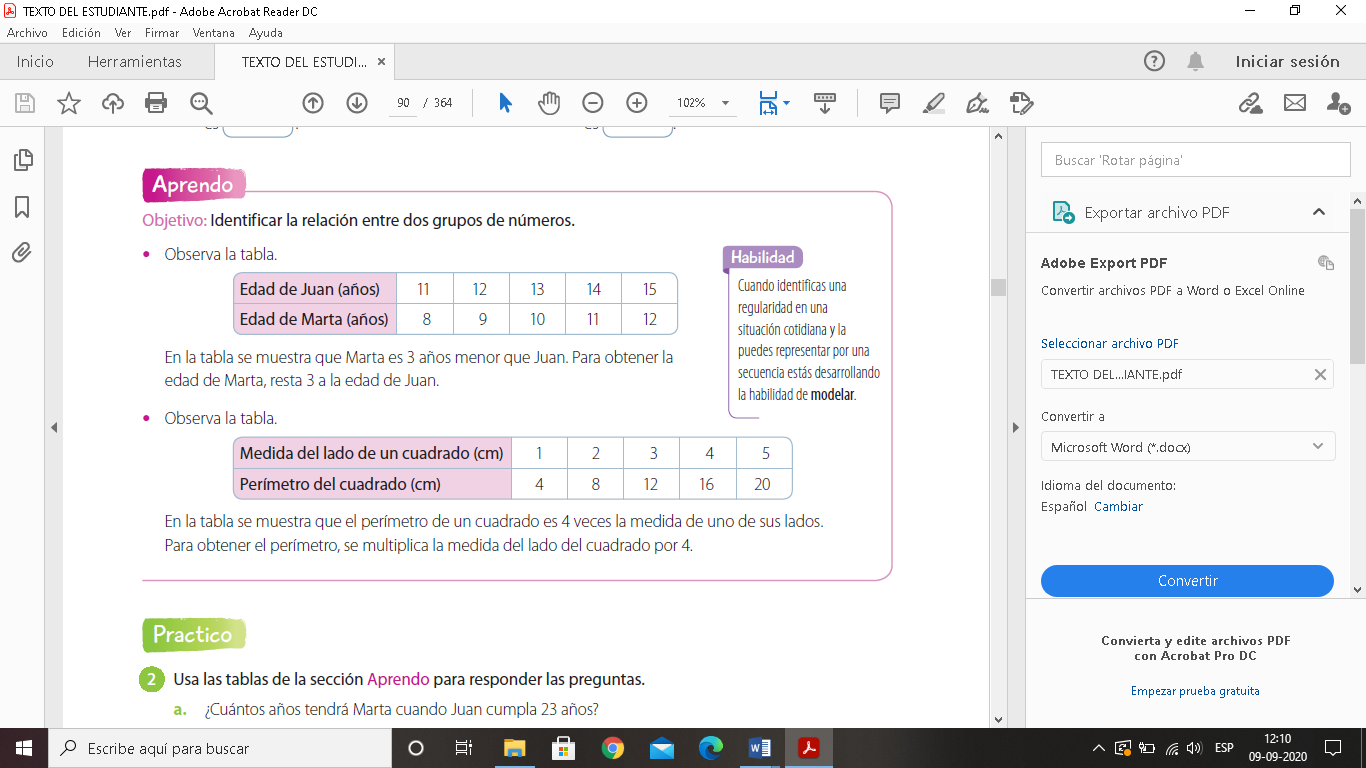 TEXTO DEL ESTUDIANTE.pdf - Adobe Acrobat Reader DC
Archivo Edición Ver Firmar Ventana Ayuda
Inicio Herramientas TEXTO DEL ESTUDI... ×
Iniciar sesión
90 / 364 102%
es . es .
Aprendo
Objetivo: Identificar la relación entre dos grupos de números.
• Observa la tabla.
Edad de Juan (años) 11 12 13 14 15
Edad de Marta (años) 8 9 10 11 12
En la tabla se muestra que Marta es 3 años menor que Juan. Para obtener la
edad de Marta, resta 3 a la edad de Juan.
Habilidad
Cuando identificas una
regularidad en una
situación cotidiana y la
puedes representar por una
secuencia estás desarrollando
la habilidad de modelar.
• Observa la tabla.
Medida del lado de un cuadrado (cm) 1 2 3 4 5
Perímetro del cuadrado (cm) 4 8 12 16 20
En la tabla se muestra que el perímetro de un cuadrado es 4 veces la medida de uno de sus lados.
Para obtener el perímetro, se multiplica la medida del lado del cuadrado por 4.
Practico
2 Usa las tablas de la sección Aprendo para responder las preguntas.
a. ¿Cuántos años tendrá Marta cuando Juan cumpla 23 años?
Buscar 'Rotar página'
Exportar archivo PDF
Adobe Export PDF
Convertir archivos PDF a Word o Excel Online
Seleccionar archivo PDF
TEXTO DEL...IANTE.pdf
Convertir a
Microsoft Word (*.docx)
Idioma del documento:
Español Cambiar
Convertir
Convierta y edite archivos PDF
con Acrobat Pro DC
Empezar prueba gratuita
Escribe aquí para buscar
ESP
12:10
09-09-2020